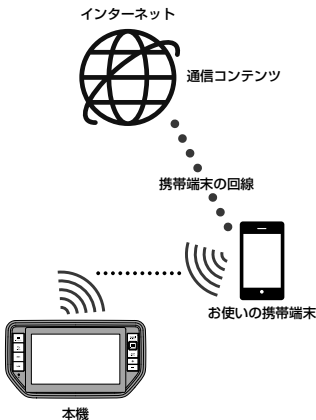 インターネット
通信コンテンツ
携帯端末の回線
お使いの携帯端末
本機